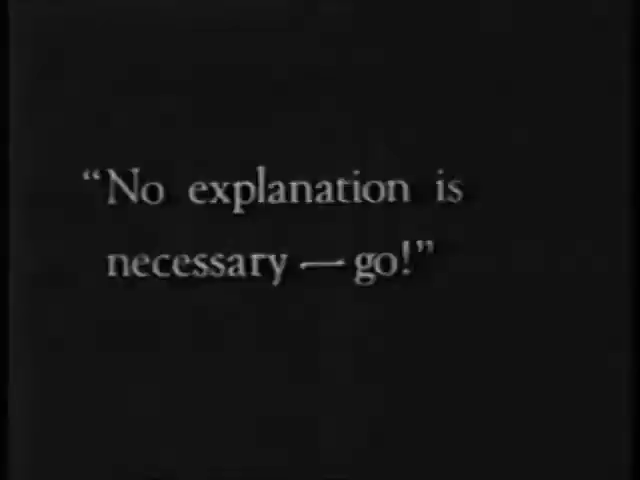 “No explanation is
necessary — go!”